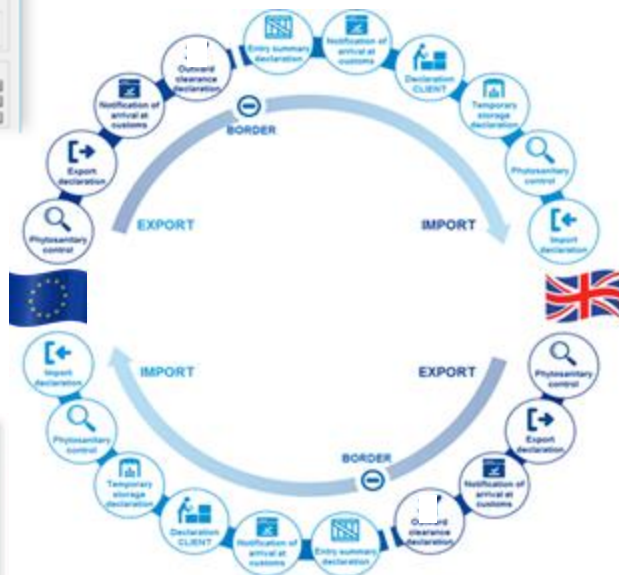 Entry summary
declaration
Notification of
arrival at
customs
Outward
clearance
declaration
Declaration
CLIENT
Notification of
arrival at
customs
Temporary
storage
declaration
BORDER
Export
declaration
Phytosanitary
control
Phytosanitary
control
EXPORT
IMPORT
Import
declaration
Import
declaration
IMPORT
EXPORT
Phytosanitary
control
Phytosanitary
control
Export
declaration
BORDER
Temporary
storage
declaration
Notification of
arrival at
customs
Declaration
CLIENT
Outward
clearance
declaration
Notification of
arrival at
customs
Entry summary
declaration